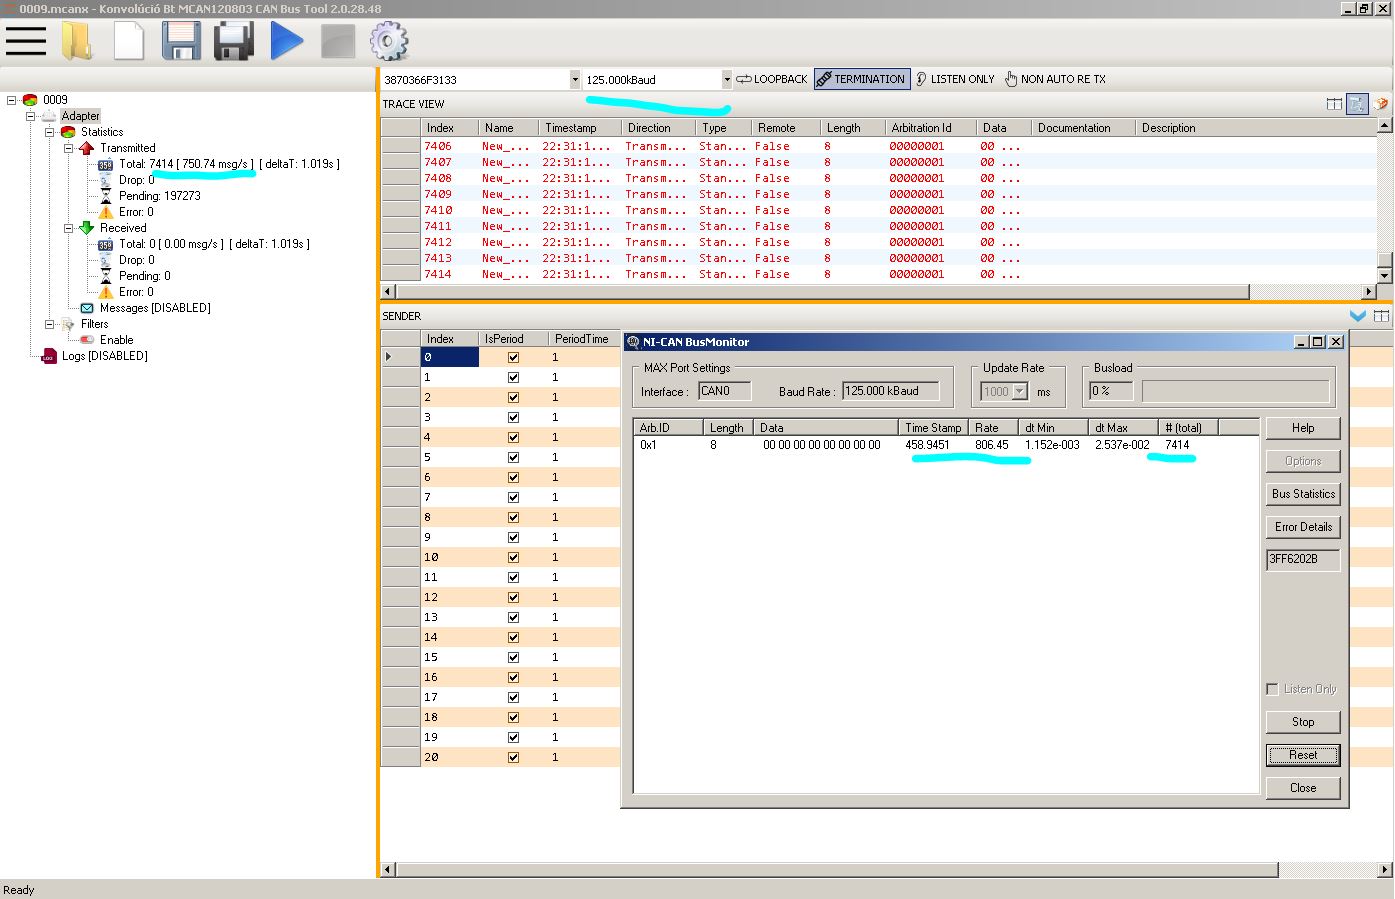 0009.mcanx - Konvolúció Bt MCAN120803 CAN Bus Tool 2.0.28.48
3870366F3133 125.000kBaud LOOPBACK TERMINATION LISTEN ONLY NON AUTO RE TX
0009
Adapter
Statistics
Transmitted
Total: 7414 [ 750.74 msg/s ] [ deltaT: 1.019s ]
Drop: 0
Pending: 197273
Error: 0
Received
Total: 0 [ 0.00 msg/s ] [ deltaT: 1.019s ]
Drop: 0
Pending: 0
Error: 0
Messages [DISABLED]
Filters
Enable
Logs [DISABLED]
TRACE VIEW
Index Name Timestamp Direction Type Remote Length Arbitration Id Data Documentation Description
7406 New_... 22:31:1... Transm... Stan... False 8 00000001 00 ...
7407 New_... 22:31:1... Transm... Stan... False 8 00000001 00 ...
7408 New_... 22:31:1... Transm... Stan... False 8 00000001 00 ...
7409 New_... 22:31:1... Transm... Stan... False 8 00000001 00 ...
7410 New_... 22:31:1... Transm... Stan... False 8 00000001 00 ...
7411 New_... 22:31:1... Transm... Stan... False 8 00000001 00 ...
7412 New_... 22:31:1... Transm... Stan... False 8 00000001 00 ...
7413 New_... 22:31:1... Transm... Stan... False 8 00000001 00 ...
7414 New_... 22:31:1... Transm... Stan... False 8 00000001 00 ...
SENDER
Index IsPeriod PeriodTime
0 1
1 1
2 1
3 1
4 1
5 1
6 1
7 1
8 1
9 1
10 1
11 1
12 1
13 1
14 1
15 1
16 1
17 1
18 1
19 1
20 1
NI-CAN BusMonitor
MAX Port Settings Update Rate Busload
Interface : CAN0 Baud Rate : 125.000 kBaud 1000 ms 0 %
Arb.ID Length Data Time Stamp Rate dt Min dt Max # (total)
0x1 8 00 00 00 00 00 00 00 00 458.9451 806.45 1.152e-003 2.537e-002 7414
Help
Options
Bus Statistics
Error Details
3FF6202B
Listen Only
Stop
Reset
Close
Ready